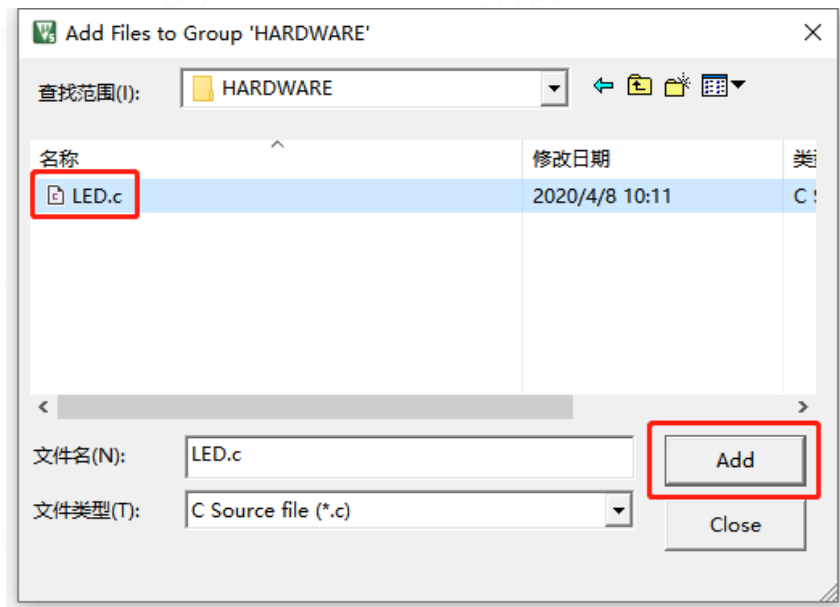 Add Files to Group 'HARDWARE'
查找范围(I): HARDWARE
名称 修改日期
LED.c 2020/4/8 10:11 C
文件名(N): LED.c Add
文件类型(T): C Source file (*.c) Close